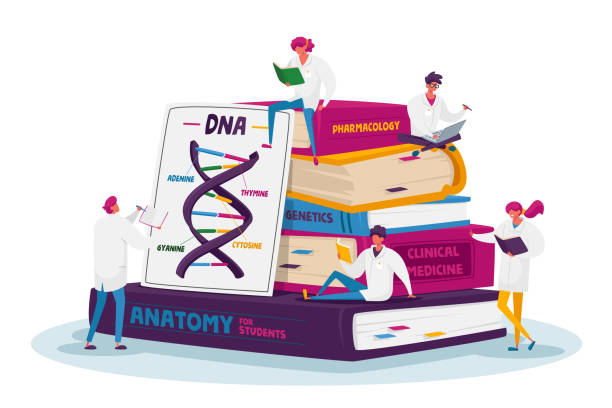 DNA
ADENINE
THYMINE
GYANINE
CYTOSINE
PHARMACOLOGY
GENETICS
CLINICAL
MEDICINE
ANATOMY FOR
STUDENTS